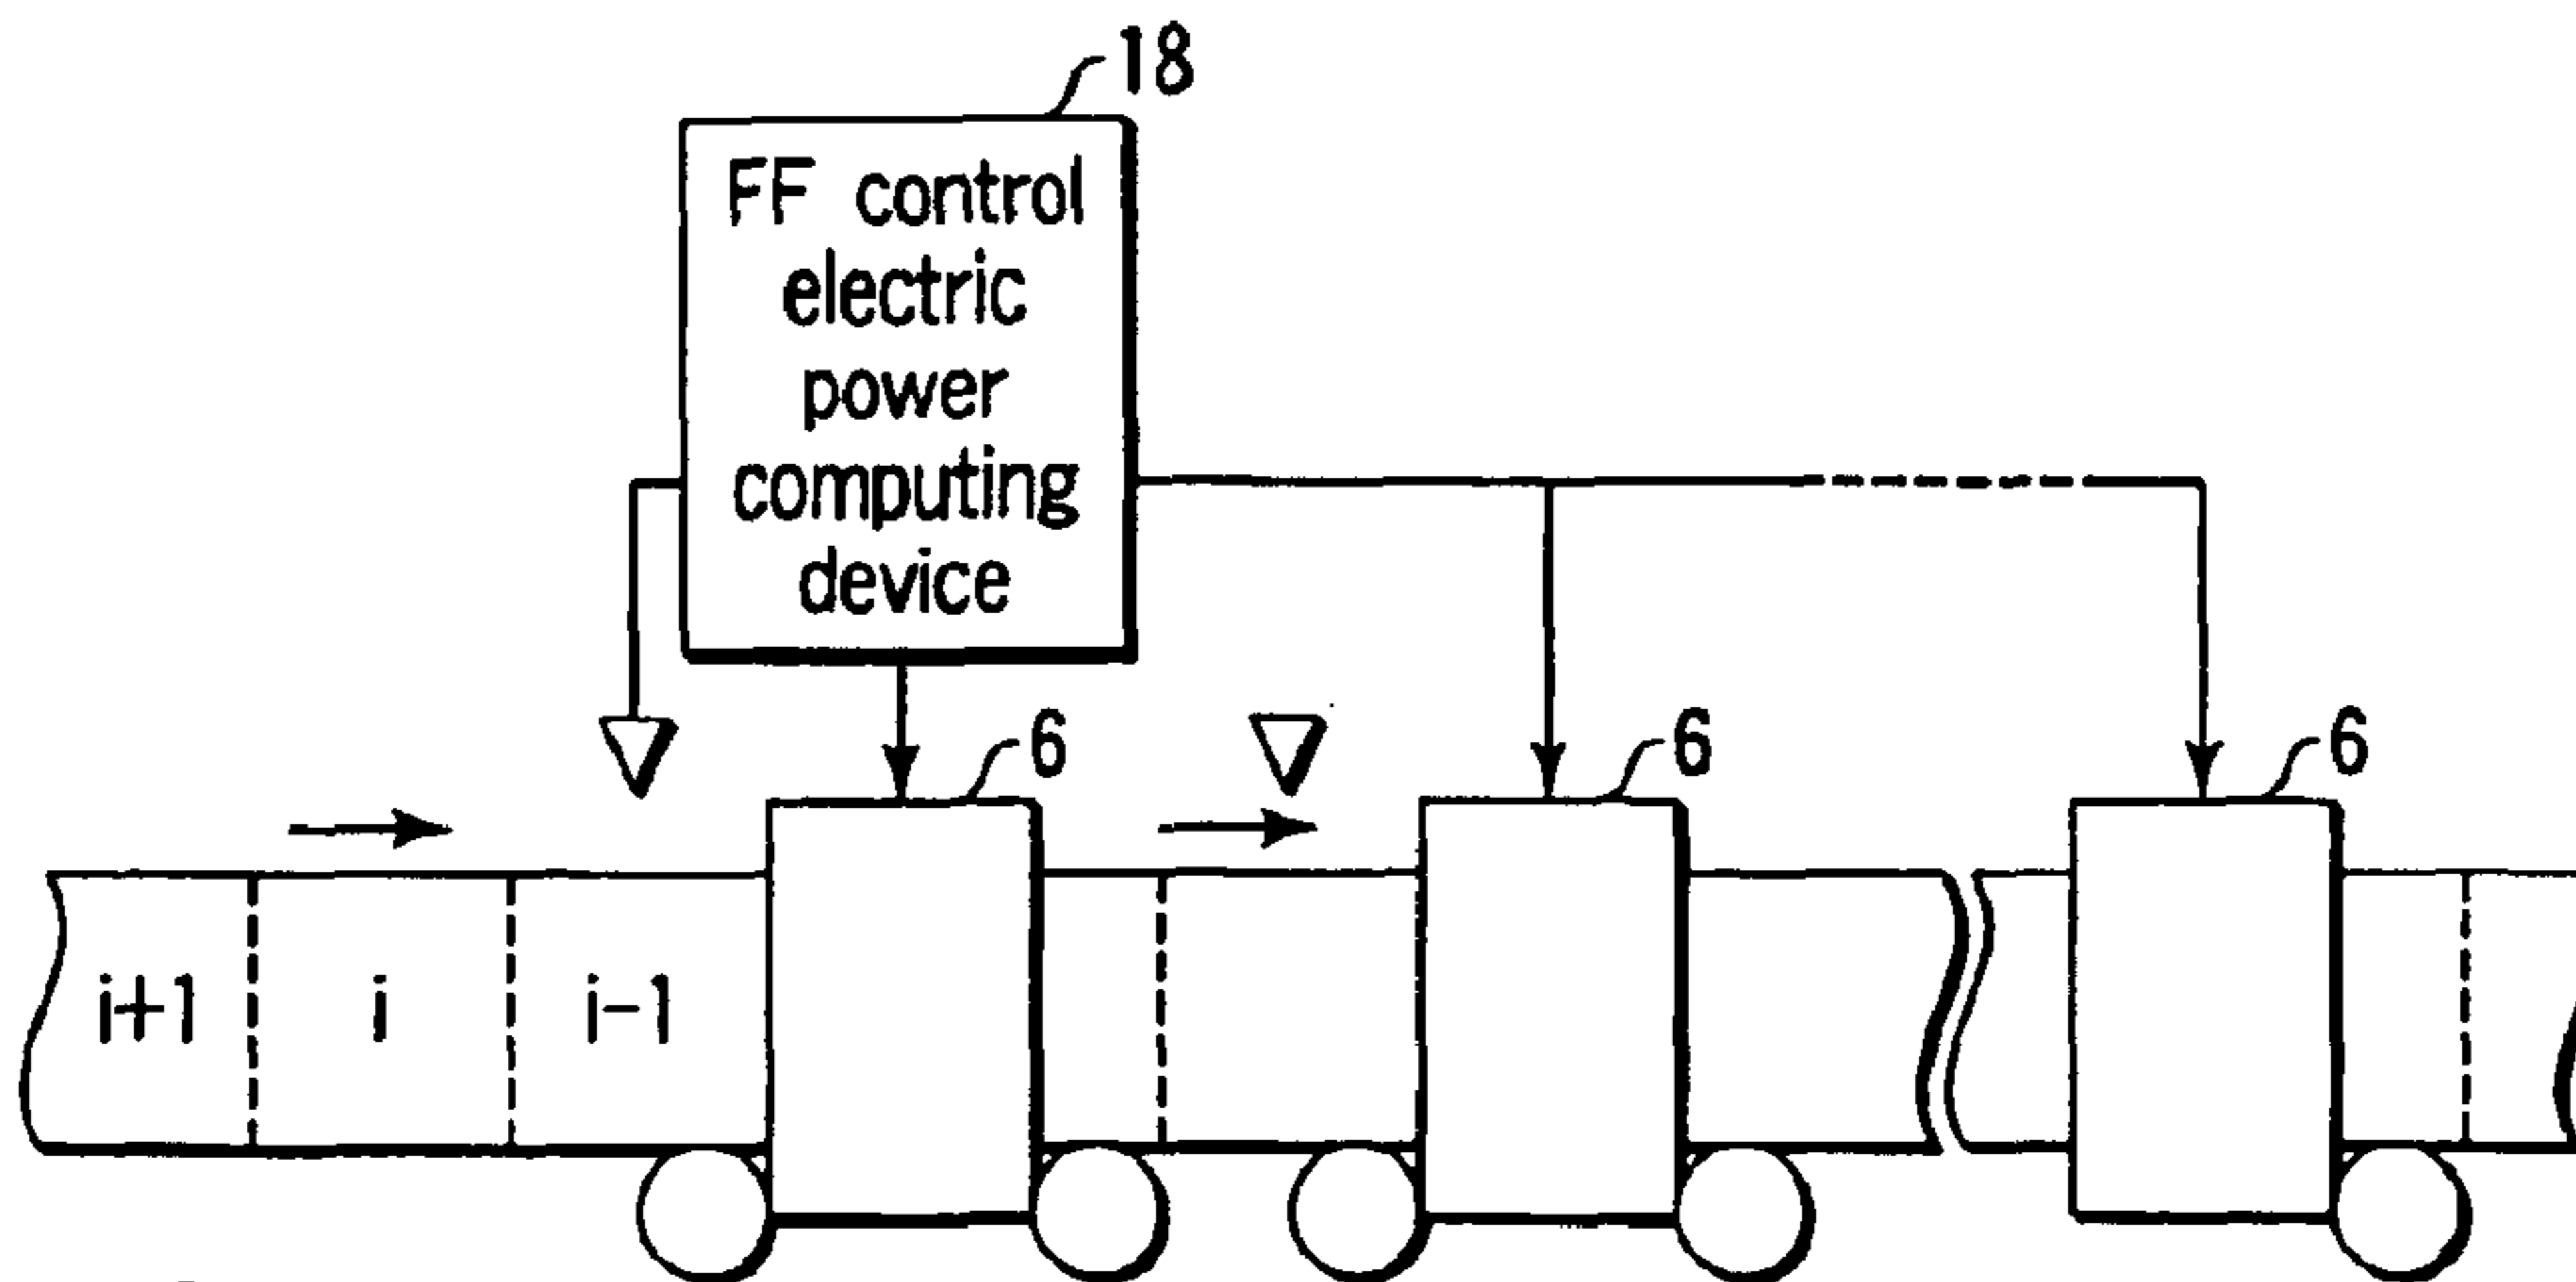 18
FF control
electric
power
computing
device
6
6
6
i+1
i
i-1